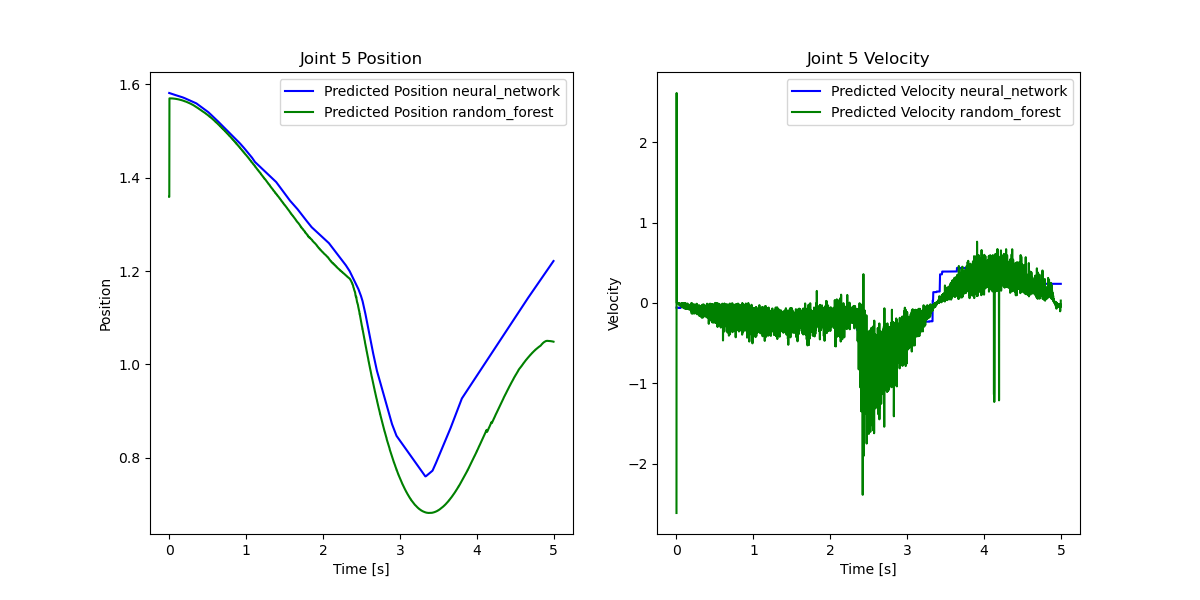 Joint 5 Position
Predicted Position neural_network
Predicted Position random_forest
1.6
1.4
1.2
1.0
0.8
Position
0 1 2 3 4 5
Time [s]
Joint 5 Velocity
Predicted Velocity neural_network
Predicted Velocity random_forest
2
1
0
−1
−2
Velocity
0 1 2 3 4 5
Time [s]